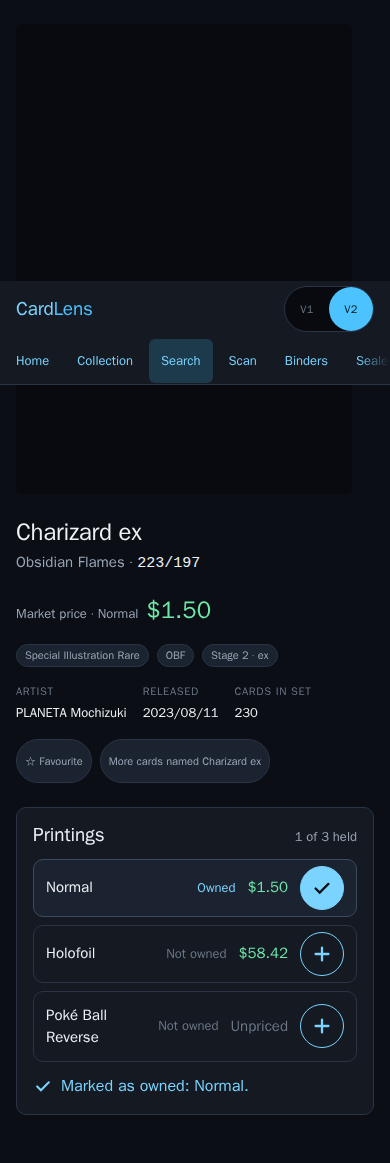 CardLens
V1
V2
Home
Collection
Search
Scan
Binders
Seale
Charizard ex
Obsidian Flames · 223/197
Market price · Normal $1.50
Special Illustration Rare
OBF
Stage 2 · ex
ARTIST
RELEASED
CARDS IN SET
PLANETA Mochizuki
2023/08/11
230
☆ Favourite
More cards named Charizard ex
Printings
1 of 3 held
Normal
Owned
$1.50
Holofoil
Not owned
$58.42
Poké Ball
Reverse
Not owned
Unpriced
Marked as owned: Normal.